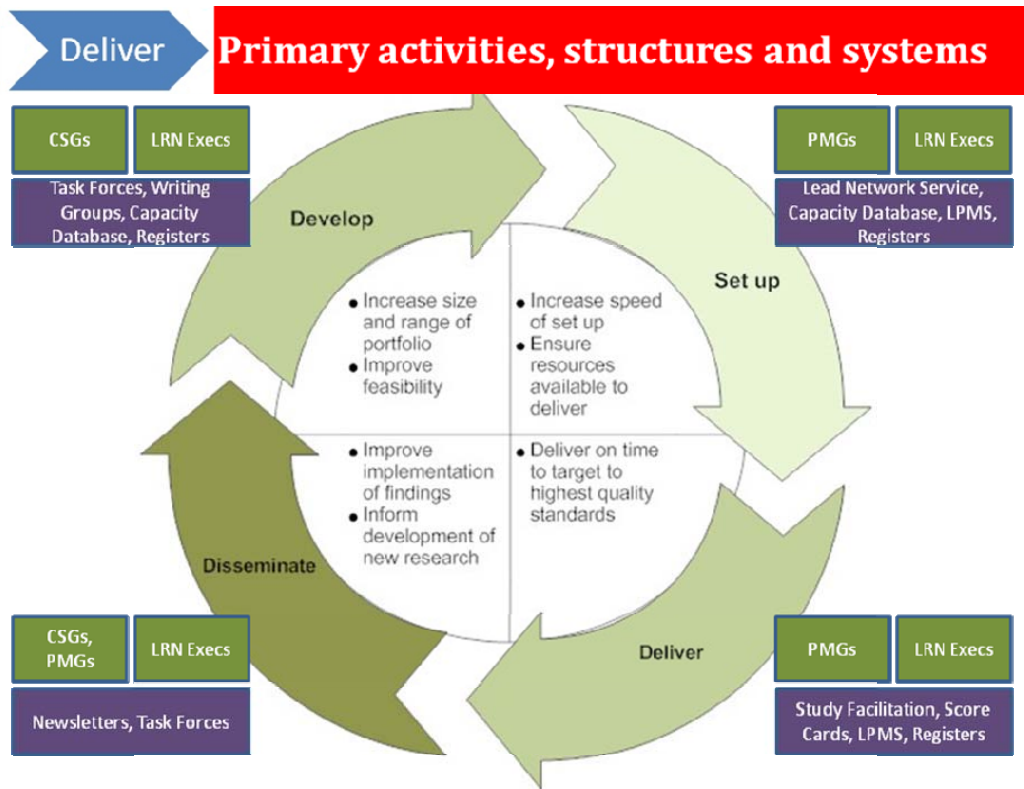 Deliver
Primary activities, structures and systems
CSGs
LRN Execs
Task Forces, Writing
Groups, Capacity
Database, Registers
PMGs
LRN Execs
Lead Network Service,
Capacity Database, LPMS,
Registers
Develop
Set up
● Increase size
and range of
portfolio
● Improve
feasibility
● Increase speed
of set up
● Ensure
resources
available to
deliver
● Improve
implementation
of findings
● Inform
development of
new research
● Deliver on time
to target to
highest quality
standards
Disseminate
Deliver
CSGs,
PMGs
LRN Execs
Newsletters, Task Forces
PMGs
LRN Execs
Study Facilitation, Score
Cards, LPMS, Registers